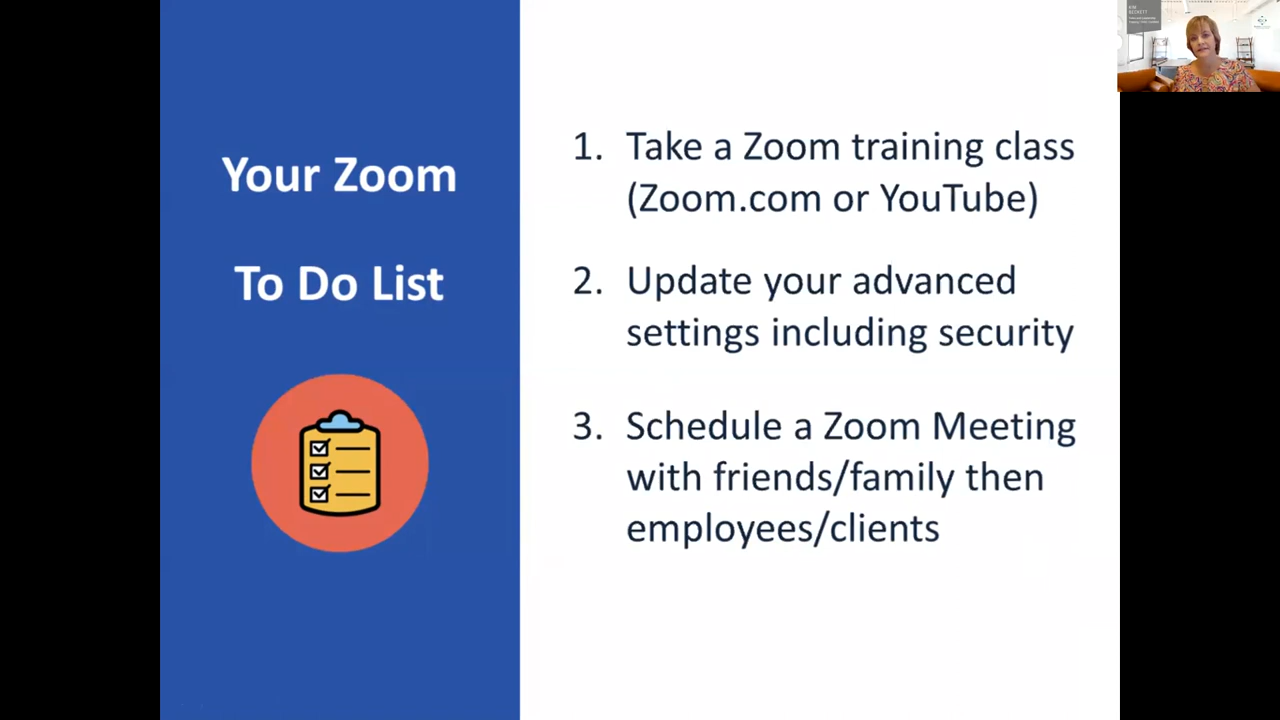 Your Zoom
To Do List
1. Take a Zoom training class
(Zoom.com or YouTube)
2. Update your advanced
settings including security
3. Schedule a Zoom Meeting
with friends/family then
employees/clients